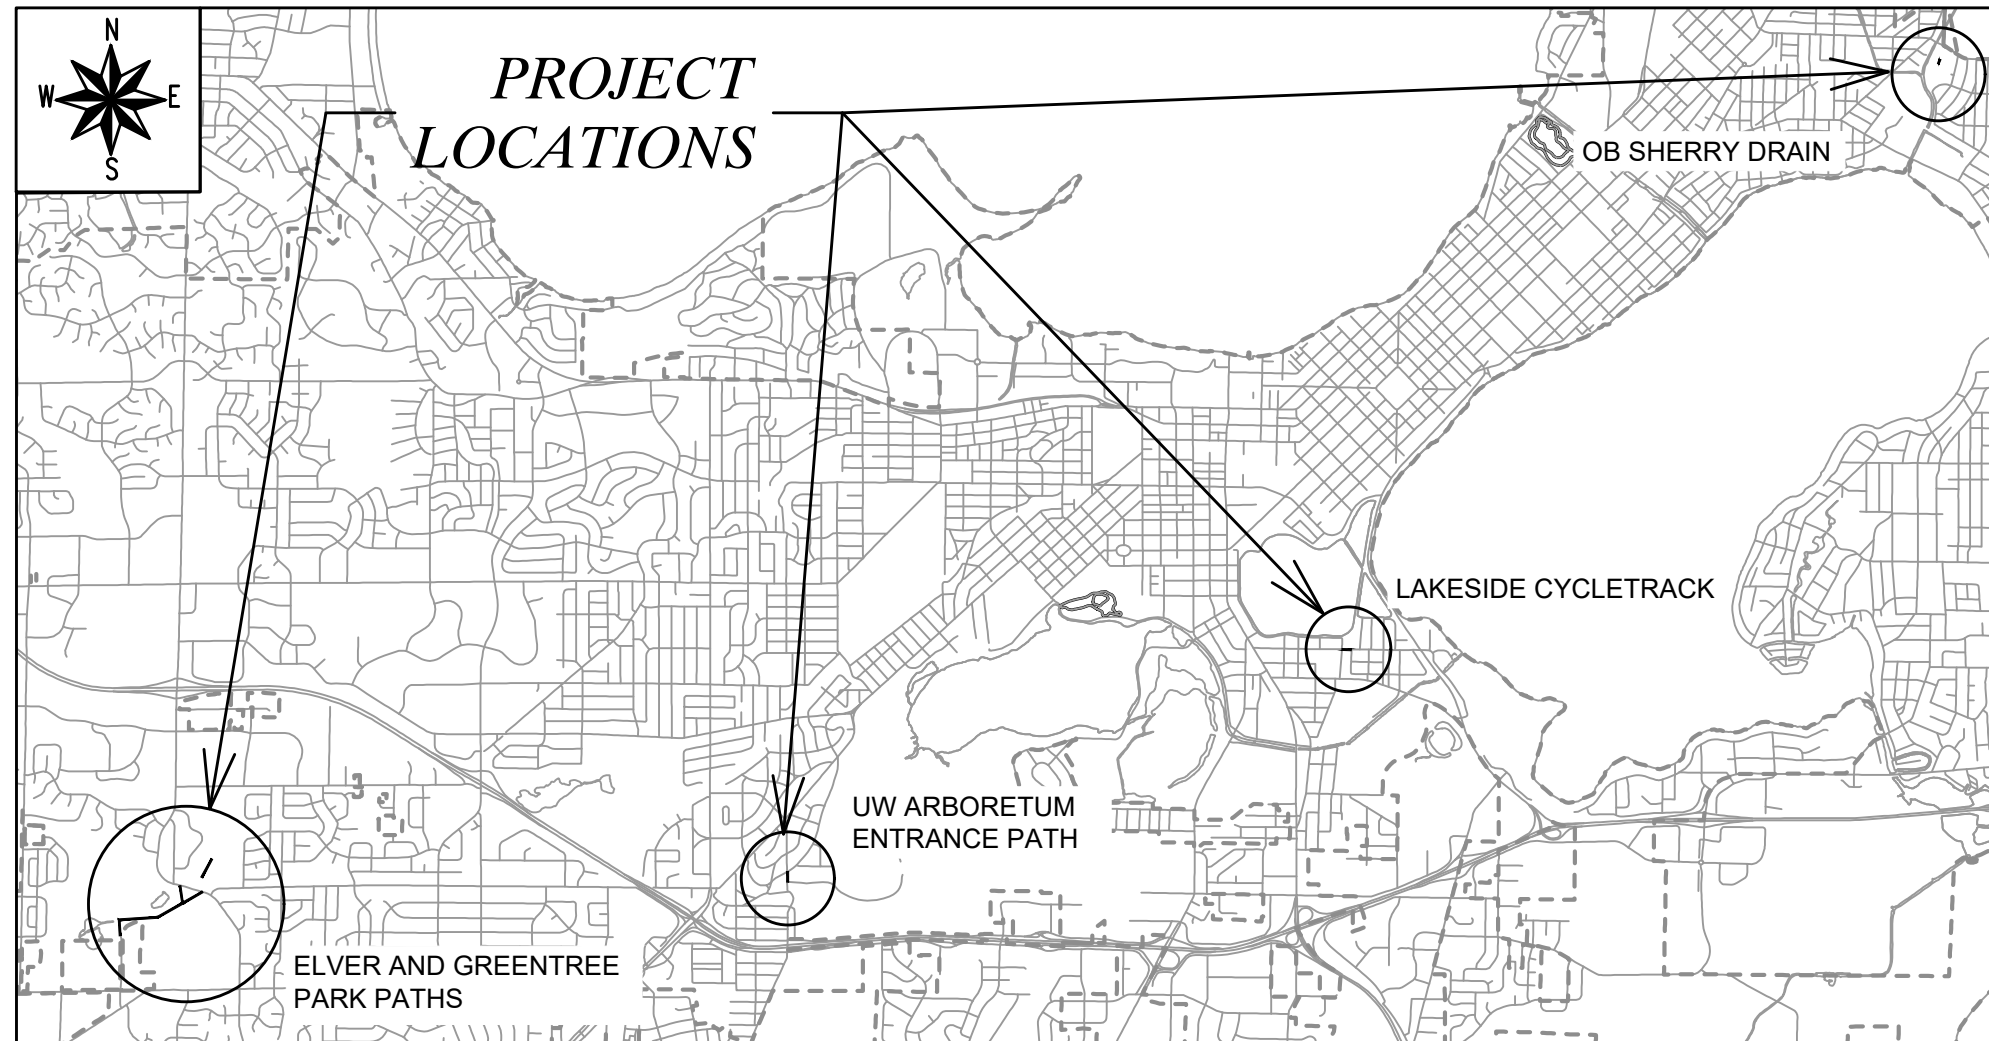 N
W E
S
PROJECT
LOCATIONS
OB SHERRY DRAIN
LAKESIDE CYCLETRACK
UW ARBORETUM
ENTRANCE PATH
ELVER AND GREENTREE
PARK PATHS